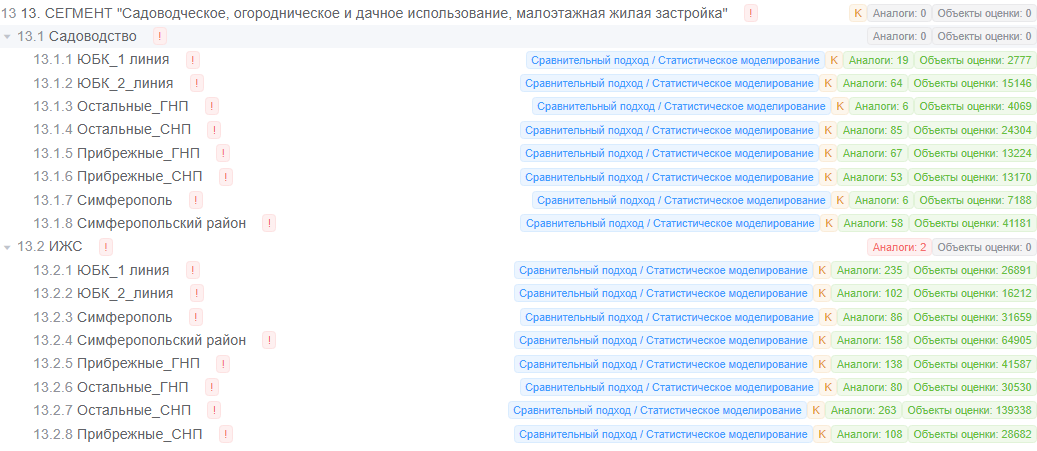 13 13. СЕГМЕНТ "Садоводческое, огородническое и дачное использование, малоэтажная жилая застройка" ! К Аналоги: 0 Объекты оценки: 0
13.1 Садоводство ! Аналоги: 0 Объекты оценки: 0
13.1.1 ЮБК_1 линия ! Сравнительный подход / Статистическое моделирование К Аналоги: 19 Объекты оценки: 2777
13.1.2 ЮБК_2_линия ! Сравнительный подход / Статистическое моделирование К Аналоги: 64 Объекты оценки: 15146
13.1.3 Остальные_ГНП ! Сравнительный подход / Статистическое моделирование К Аналоги: 6 Объекты оценки: 4069
13.1.4 Остальные_СНП ! Сравнительный подход / Статистическое моделирование К Аналоги: 85 Объекты оценки: 24304
13.1.5 Прибрежные_ГНП ! Сравнительный подход / Статистическое моделирование К Аналоги: 67 Объекты оценки: 13224
13.1.6 Прибрежные_СНП ! Сравнительный подход / Статистическое моделирование К Аналоги: 53 Объекты оценки: 13170
13.1.7 Симферополь ! Сравнительный подход / Статистическое моделирование К Аналоги: 6 Объекты оценки: 7188
13.1.8 Симферопольский район ! Сравнительный подход / Статистическое моделирование К Аналоги: 58 Объекты оценки: 41181
13.2 ИЖС ! Аналоги: 2 Объекты оценки: 0
13.2.1 ЮБК_1 линия ! Сравнительный подход / Статистическое моделирование К Аналоги: 235 Объекты оценки: 26891
13.2.2 ЮБК_2_линия ! Сравнительный подход / Статистическое моделирование К Аналоги: 102 Объекты оценки: 16212
13.2.3 Симферополь ! Сравнительный подход / Статистическое моделирование К Аналоги: 86 Объекты оценки: 31659
13.2.4 Симферопольский район ! Сравнительный подход / Статистическое моделирование К Аналоги: 158 Объекты оценки: 64905
13.2.5 Прибрежные_ГНП ! Сравнительный подход / Статистическое моделирование К Аналоги: 138 Объекты оценки: 41587
13.2.6 Остальные_ГНП ! Сравнительный подход / Статистическое моделирование К Аналоги: 80 Объекты оценки: 30530
13.2.7 Остальные_СНП ! Сравнительный подход / Статистическое моделирование К Аналоги: 263 Объекты оценки: 139338
13.2.8 Прибрежные_СНП ! Сравнительный подход / Статистическое моделирование К Аналоги: 108 Объекты оценки: 28682